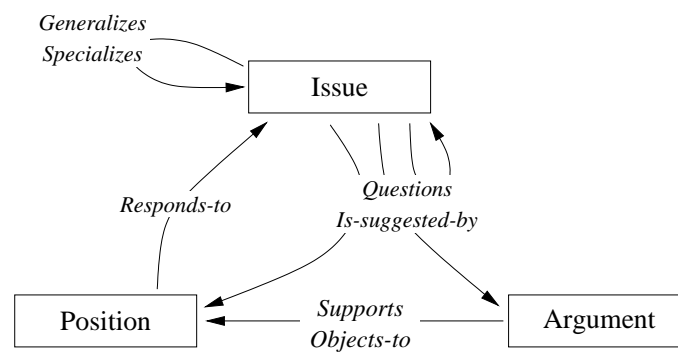 Generalizes
Specializes
Issue
Questions
Is-suggested-by
Responds-to
Position
Supports
Objects-to
Argument